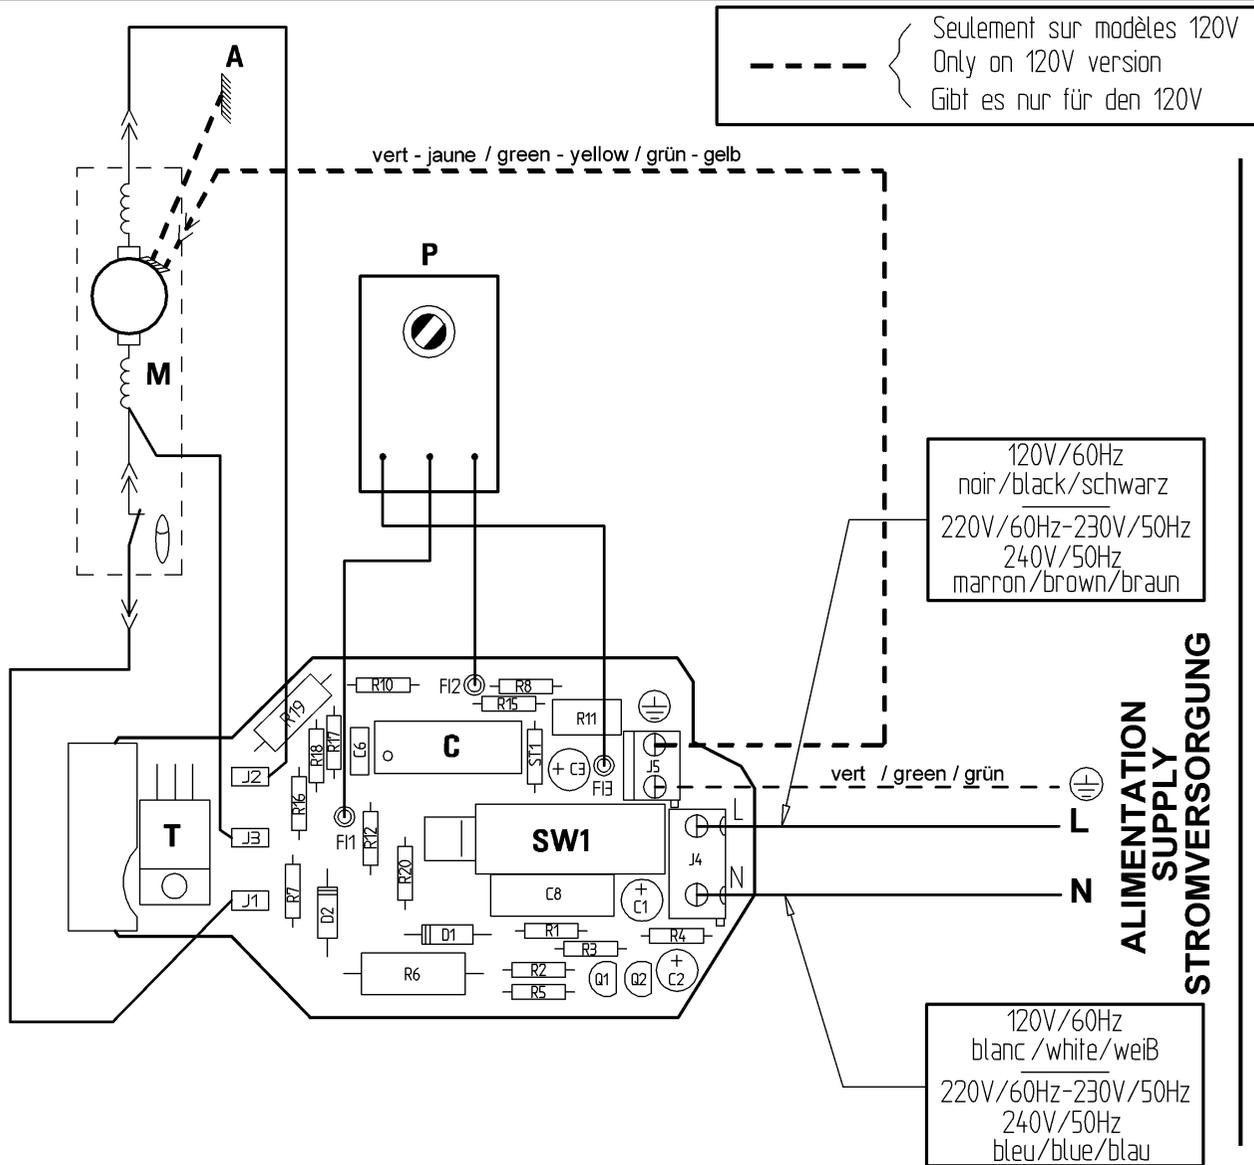 Seulement sur modèles 120V
Only on 120V version
Gibt es nur für den 120V
A
vert - jaune / green - yellow / grün - gelb
P
M
120V/60Hz
noir/black/schwarz
220V/60Hz-230V/50Hz
240V/50Hz
marron/brown/braun
R19
R10
FI2
R8
R15
R11
R18
R17
C6
C
ST1
+ C3
FI3
J5
vert / green / grün
J2
R16
T
J3
FI1
R12
SW1
L
J4
L
N
N
J1
R7
D2
R20
C8
+
C1
D1
R1
R3
R4
R6
R2
R5
Q1
Q2
+
C2
ALIMENTATION
SUPPLY
STROMVERSORGUNG
120V/60Hz
blanc/white/weiß
220V/60Hz-230V/50Hz
240V/50Hz
bleu/blue/blau